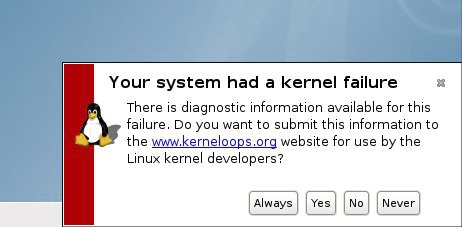 Your system had a kernel failure
There is diagnostic information available for this
failure. Do you want to submit this information to
the www.kerneloops.org website for use by the
Linux kernel developers?
Always Yes No Never